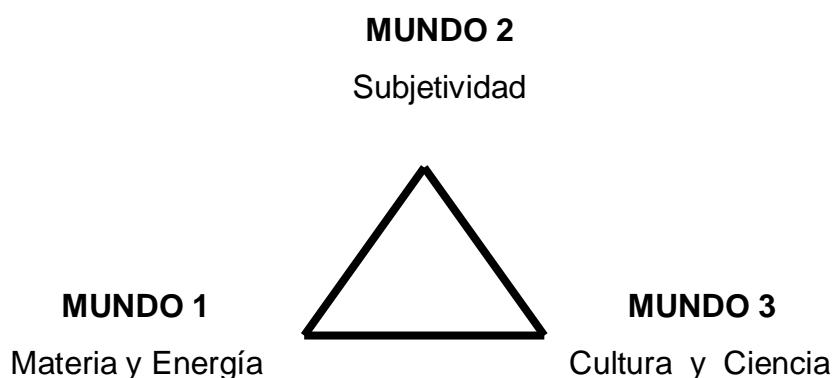 MUNDO 2
Subjetividad
MUNDO 1
Materia y Energía
MUNDO 3
Cultura y Ciencia